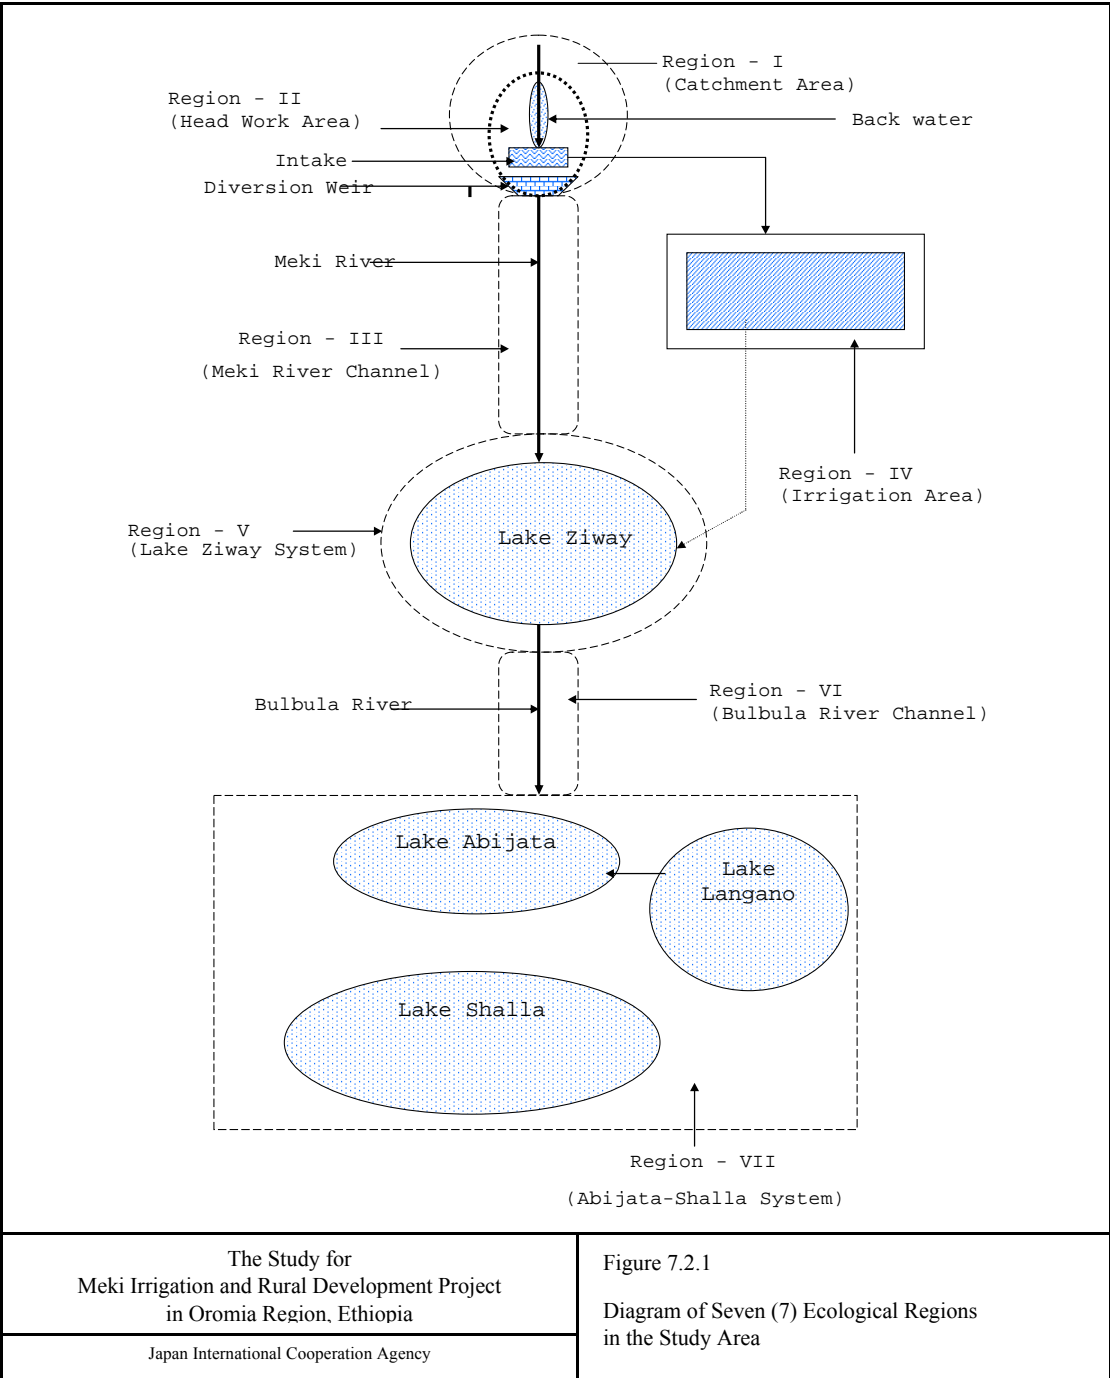 Region - I
(Catchment Area)
Region - II
(Head Work Area)
Back water
Intake
Diversion Weir
Meki River
Region - III
(Meki River Channel)
Region - IV
(Irrigation Area)
Region - V
(Lake Ziway System)
Lake Ziway
Region - VI
(Bulbula River Channel)
Bulbula River
Lake Abijata
Lake
Langano
Lake Shalla
Region - VII
(Abijata-Shalla System)
The Study for
Meki Irrigation and Rural Development Project
in Oromia Region, Ethiopia
Japan International Cooperation Agency
Figure 7.2.1
Diagram of Seven (7) Ecological Regions
in the Study Area